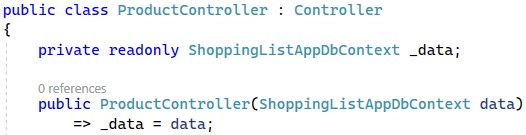 public class ProductController : Controller
{
    private readonly ShoppingListAppDbContext _data;
    0 references
    public ProductController(ShoppingListAppDbContext data)
        => _data = data;